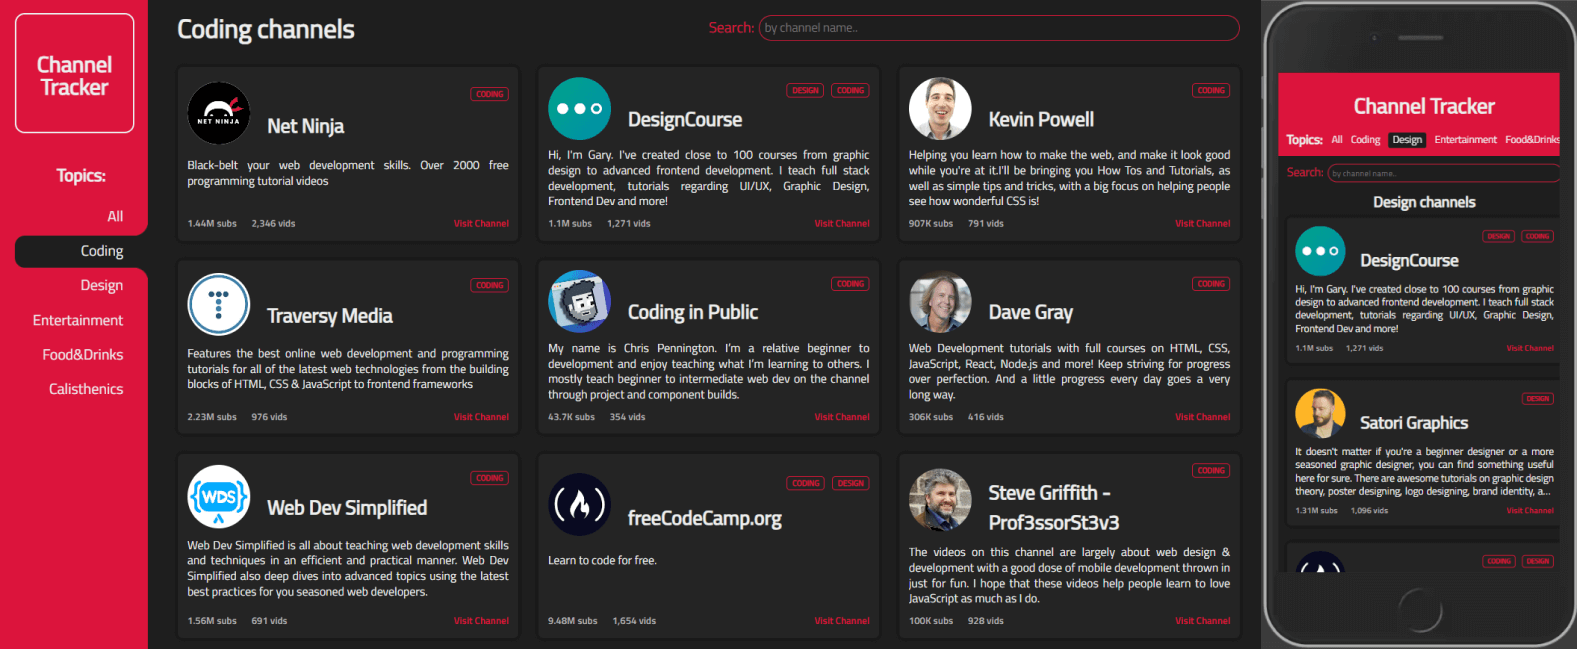 Channel
Tracker
Topics:
All
Coding
Design
Entertainment
Food&Drinks
Calisthenics
Coding channels
Search: by channel name..
NET NINJA
CODING
Net Ninja
Black-belt your web development skills. Over 2000 free
programming tutorial videos
1.44M subs 2,346 vids Visit Channel
DESIGN CODING
DesignCourse
Hi, I'm Gary. I've created close to 100 courses from graphic
design to advanced frontend development. I teach full stack
development, tutorials regarding UI/UX, Graphic Design,
Frontend Dev and more!
1.1M subs 1,271 vids Visit Channel
CODING
Kevin Powell
Helping you learn how to make the web, and make it look good
while you're at it.I'll be bringing you How Tos and Tutorials, as
well as simple tips and tricks, with a big focus on helping people
see how wonderful CSS is!
907K subs 791 vids Visit Channel
CODING
Traversy Media
Features the best online web development and programming
tutorials for all of the latest web technologies from the building
blocks of HTML, CSS & JavaScript to frontend frameworks
2.23M subs 976 vids Visit Channel
CODING
Coding in Public
My name is Chris Pennington. I'm a relative beginner to
development and enjoy teaching what I'm learning to others. I
mostly teach beginner to intermediate web dev on the channel
through project and component builds.
43.7K subs 354 vids Visit Channel
CODING
Dave Gray
Web Development tutorials with full courses on HTML, CSS,
JavaScript, React, Node.js and more! Keep striving for progress
over perfection. And a little progress every day goes a very
long way.
306K subs 416 vids Visit Channel
WDS
CODING
Web Dev Simplified
Web Dev Simplified is all about teaching web development skills
and techniques in an efficient and practical manner. Web Dev
Simplified also deep dives into advanced topics using the latest
best practices for you seasoned web developers.
1.56M subs 691 vids Visit Channel
CODING DESIGN
freeCodeCamp.org
Learn to code for free.
9.48M subs 1,654 vids Visit Channel
CODING
Steve Griffith -
Prof3ssorSt3v3
The videos on this channel are largely about web design &
development with a good dose of mobile development thrown in
just for fun. I hope that these videos help people learn to love
JavaScript as much as I do.
100K subs 928 vids Visit Channel
Channel Tracker
Topics: All Coding Design Entertainment Food&Drinks
Search: by channel name..
Design channels
DESIGN CODING
DesignCourse
Hi, I'm Gary. I've created close to 100 courses from graphic
design to advanced frontend development. I teach full stack
development, tutorials regarding UI/UX, Graphic Design,
Frontend Dev and more!
1.1M subs 1,271 vids Visit Channel
DESIGN
Satori Graphics
It doesn't matter if you're a beginner designer or a more
seasoned graphic designer, you can find something useful
here for sure. There are awesome tutorials on graphic design
theory, poster designing, logo designing, brand identity, a...
1.31M subs 1,096 vids Visit Channel
CODING DESIGN